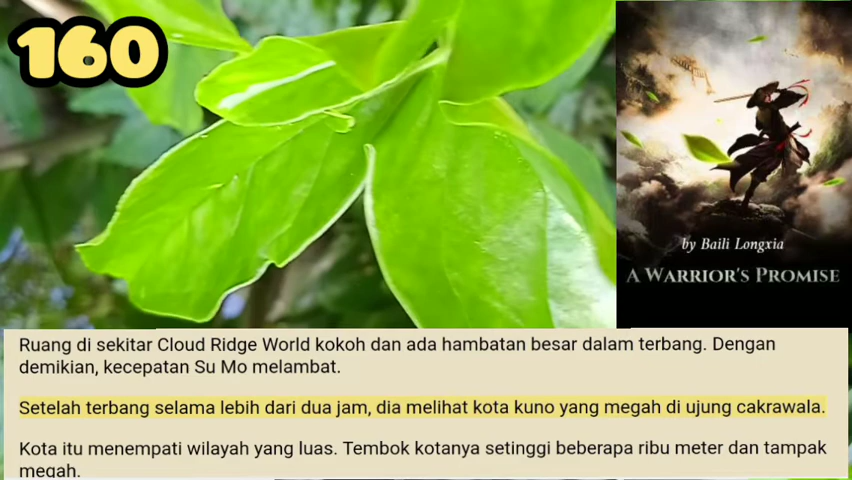 160
by Baili Longxia
A WARRIOR'S PROMISE
Ruang di sekitar Cloud Ridge World kokoh dan ada hambatan besar dalam terbang. Dengan
demikian, kecepatan Su Mo melambat.
Setelah terbang selama lebih dari dua jam, dia melihat kota kuno yang megah di ujung cakrawala.
Kota itu menempati wilayah yang luas. Tembok kotanya setinggi beberapa ribu meter dan tampak
megah.